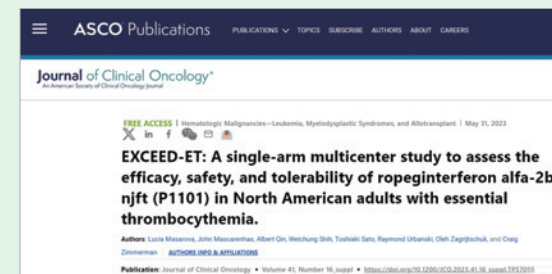 ASCO Publications PUBLICATIONS TOPICS SUBSCRIBE AUTHORS ABOUT CAREERS
Journal of Clinical Oncology®
An American Society of Clinical Oncology Journal
FREE ACCESS | Hematologic Malignancies—Leukemia, Myelodysplastic Syndromes, and Allotransplant | May 31, 2023
EXCEED-ET: A single-arm multicenter study to assess the
efficacy, safety, and tolerability of ropeginterferon alfa-2b-
njft (P1101) in North American adults with essential
thrombocythemia.
Authors: Lucia Masarova, John Mascarenhas, Albert Qin, Weichung Shih, Toshiaki Sato, Raymond Urbanski, Oleh Zagrijtschuk, and Craig
Zimmerman AUTHORS INFO & AFFILIATIONS
Publication: Journal of Clinical Oncology • Volume 41, Number 16_suppl • https://doi.org/10.1200/JCO.2023.41.16_suppl.TPS7055